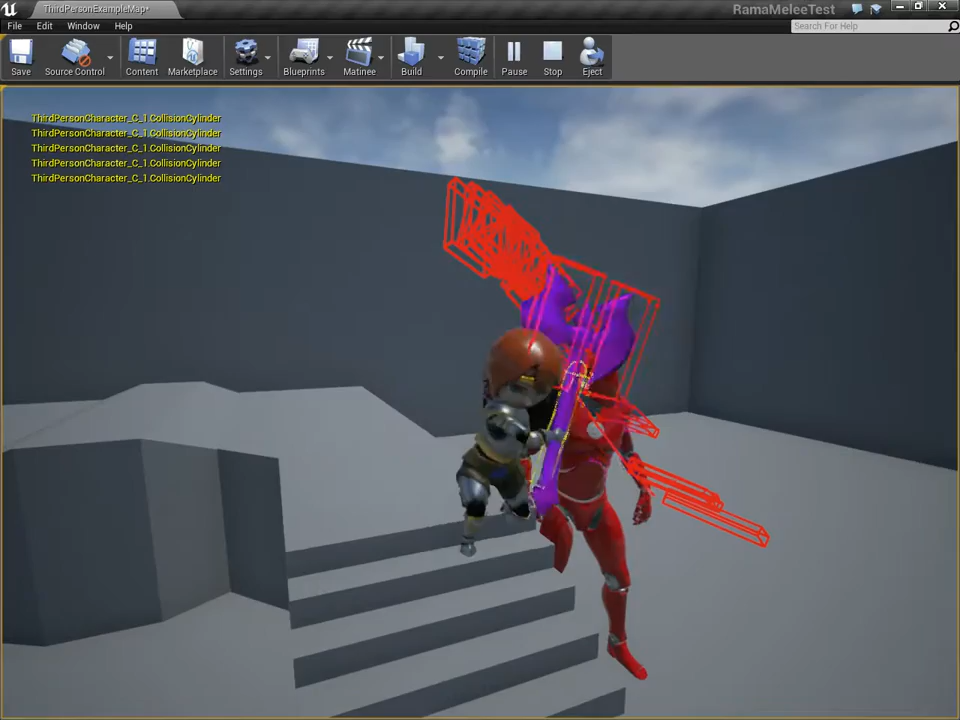 ThirdPersonExampleMap*
RamaMeleeTest
File Edit Window Help
Search For Help
Save Source Control Content Marketplace Settings Blueprints Matinee Build Compile Pause Stop Eject
ThirdPersonCharacter_C_1.CollisionCylinder
ThirdPersonCharacter_C_1.CollisionCylinder
ThirdPersonCharacter_C_1.CollisionCylinder
ThirdPersonCharacter_C_1.CollisionCylinder
ThirdPersonCharacter_C_1.CollisionCylinder